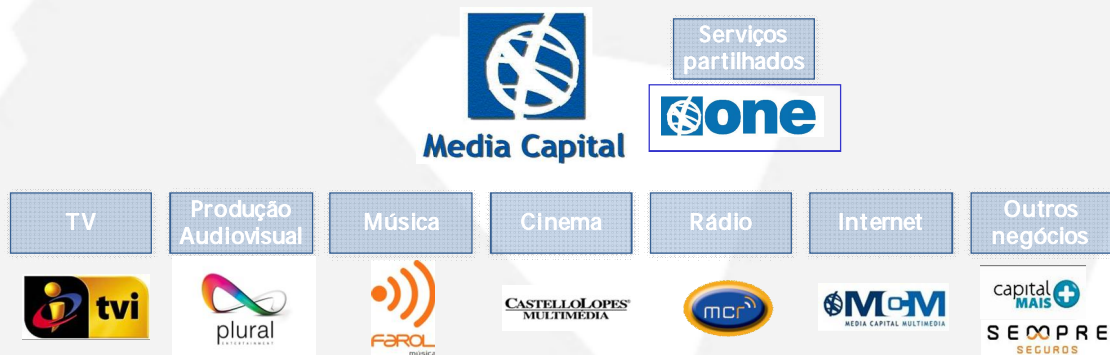 Media Capital
Serviços
partilhados
one
TV
Produção
Audiovisual
Música
Cinema
Rádio
Internet
Outros
negócios
tvi
plural
ENTERTAINMENT
FAROL
música
CASTELLOLOPES
MULTIMÉDIA
mcr
MCM
MEDIA CAPITAL MULTIMEDIA
capital
MAIS
SEMPRE
SEGUROS